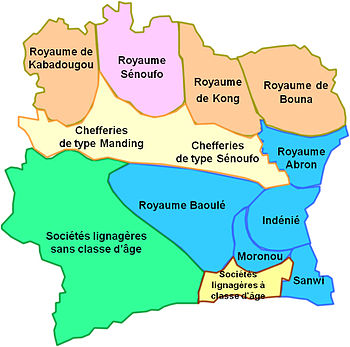 Royaume de
Kabadougou
Royaume
Sénoufo
Royaume
de Kong
Royaume de
Bouna
Chefferies
de type Manding
Chefferies
de type Sénoufo
Royaume
Abron
Royaume Baoulé
Indénié
Sociétés lignagères
sans classe d'âge
Moronou
Sociétés
lignagères à
classe d'âge
Sanwi